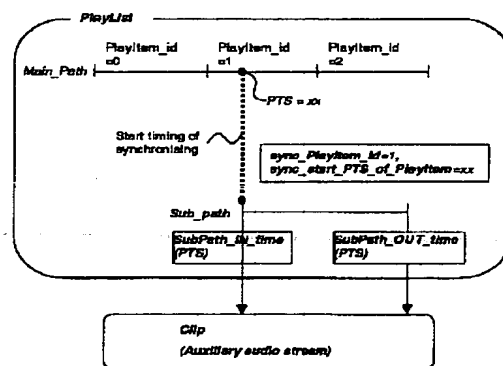 PlayList
PlayItem_id PlayItem_id PlayItem_id
=0 =1 =2
Main_Path
PTS = xx
Start timing of
synchronising
sync_PlayItem_id=1,
sync_start_PTS_of_PlayItem=xx
Sub_path
SubPath_IN_time SubPath_OUT_time
(PTS) (PTS)
Clip
(Auxiliary audio stream)